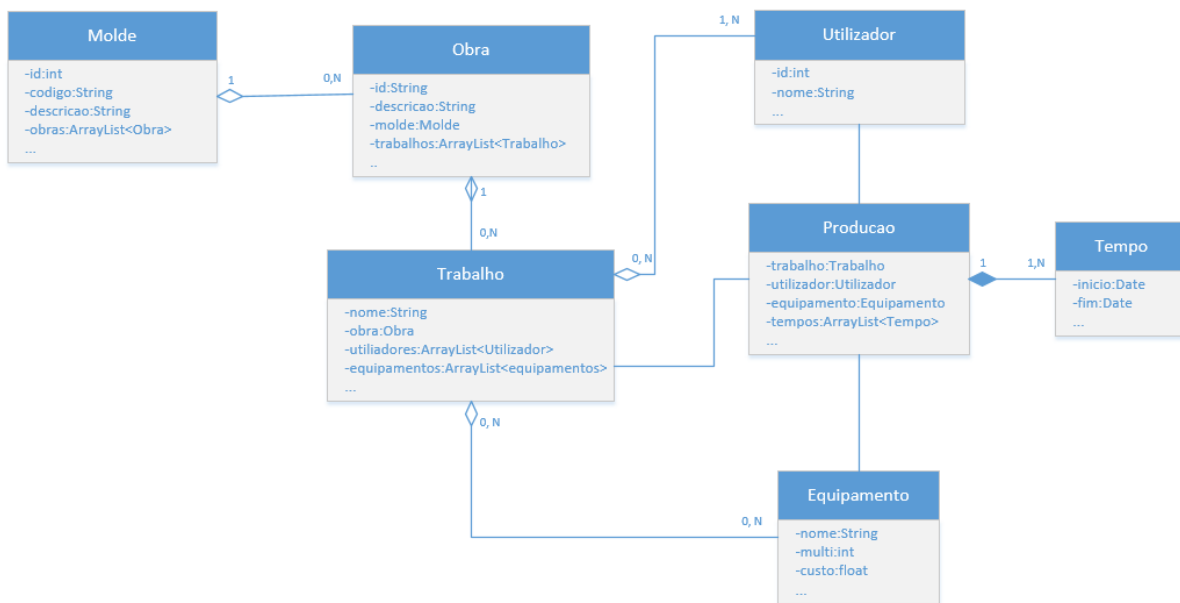 Molde
-id:int
-codigo:String
-descricao:String
-obras:ArrayList<Obra>
...
1
0,N
Obra
-id:String
-descricao:String
-molde:Molde
-trabalhos:ArrayList<Trabalho>
..
1
0,N
1, N
Utilizador
-id:int
-nome:String
...
Trabalho
-nome:String
-obra:Obra
-utiliadores:ArrayList<Utilizador>
-equipamentos:ArrayList<equipamentos>
...
0, N
0, N
Producao
-trabalho:Trabalho
-utilizador:Utilizador
-equipamento:Equipamento
-tempos:ArrayList<Tempo>
...
1
1,N
Tempo
-inicio:Date
-fim:Date
...
0, N
Equipamento
-nome:String
-multi:int
-custo:float
...